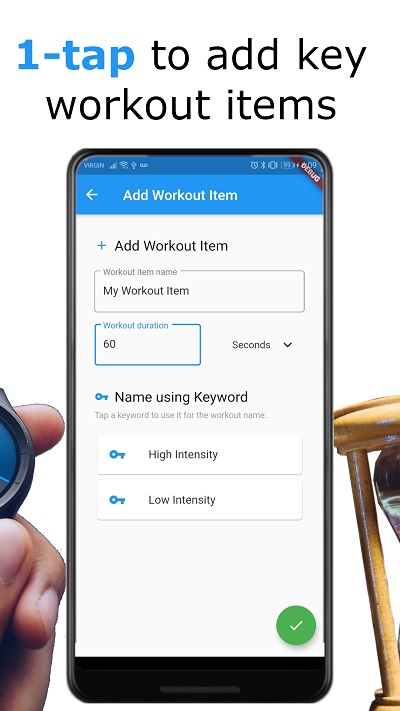 1-tap to add key
workout items
VIRGIN
99
09
DEBUG
Add Workout Item
+ Add Workout Item
Workout item name
My Workout Item
Workout duration
60
Seconds
Name using Keyword
Tap a keyword to use it for the workout name.
High Intensity
Low Intensity